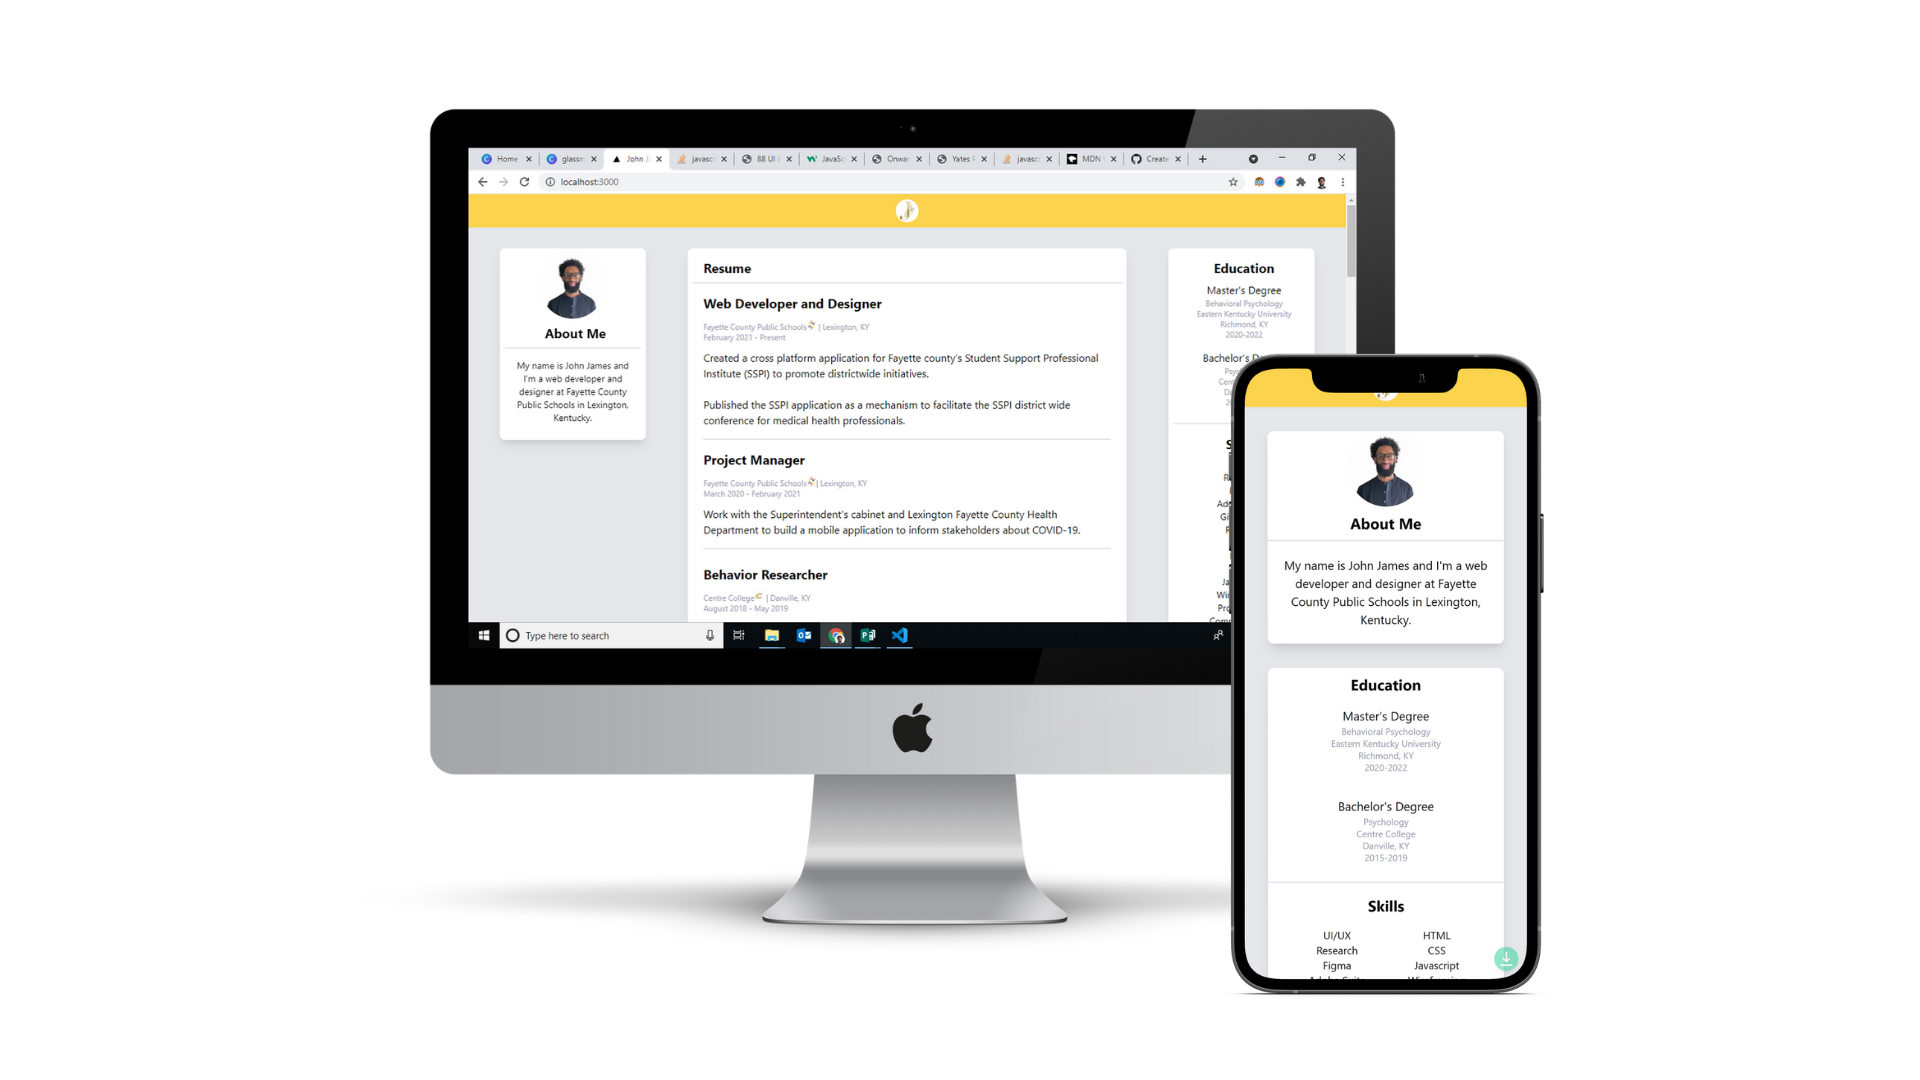 Home
glassm
John J
javasc
88 UI E
JavaSc
Onwar
Yates F
javasc
MDN
Create
localhost:3000
About Me
My name is John James and
I'm a web developer and
designer at Fayette County
Public Schools in Lexington,
Kentucky.
Resume
Web Developer and Designer
Fayette County Public Schools | Lexington, KY
February 2021 - Present
Created a cross platform application for Fayette county's Student Support Professional
Institute (SSPI) to promote districtwide initiatives.
Published the SSPI application as a mechanism to facilitate the SSPI district wide
conference for medical health professionals.
Project Manager
Fayette County Public Schools | Lexington, KY
March 2020 - February 2021
Work with the Superintendent's cabinet and Lexington Fayette County Health
Department to build a mobile application to inform stakeholders about COVID-19.
Behavior Researcher
Centre College | Danville, KY
August 2018 - May 2019
Education
Master's Degree
Behavioral Psychology
Eastern Kentucky University
Richmond, KY
2020-2022
Bachelor's D
Type here to search
About Me
My name is John James and I'm a web
developer and designer at Fayette
County Public Schools in Lexington,
Kentucky.
Education
Master's Degree
Behavioral Psychology
Eastern Kentucky University
Richmond, KY
2020-2022
Bachelor's Degree
Psychology
Centre College
Danville, KY
2015-2019
Skills
UI/UX HTML
Research CSS
Figma Javascript